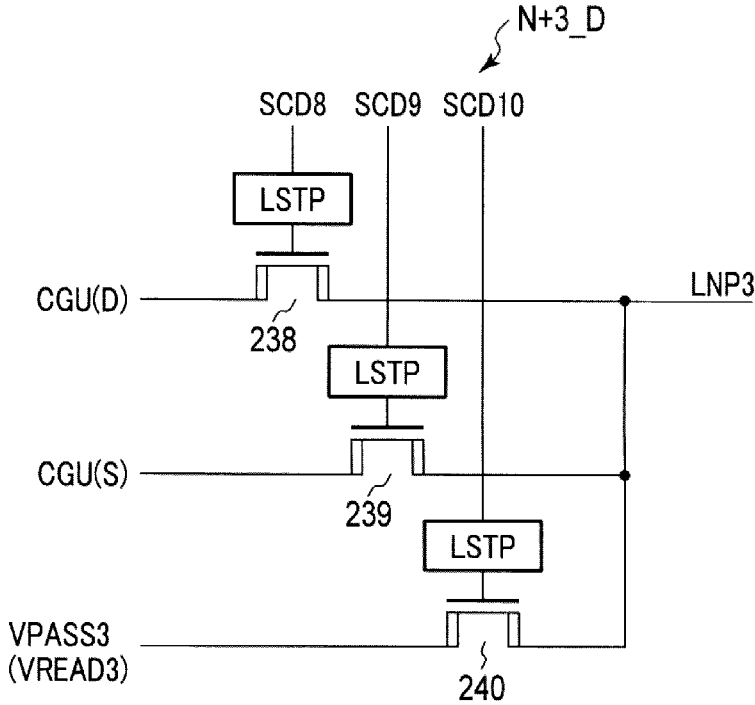 N+3_D
SCD8 SCD9 SCD10
LSTP
CGU(D)
LNP3
238
LSTP
CGU(S)
239
LSTP
VPASS3
(VREAD3)
240